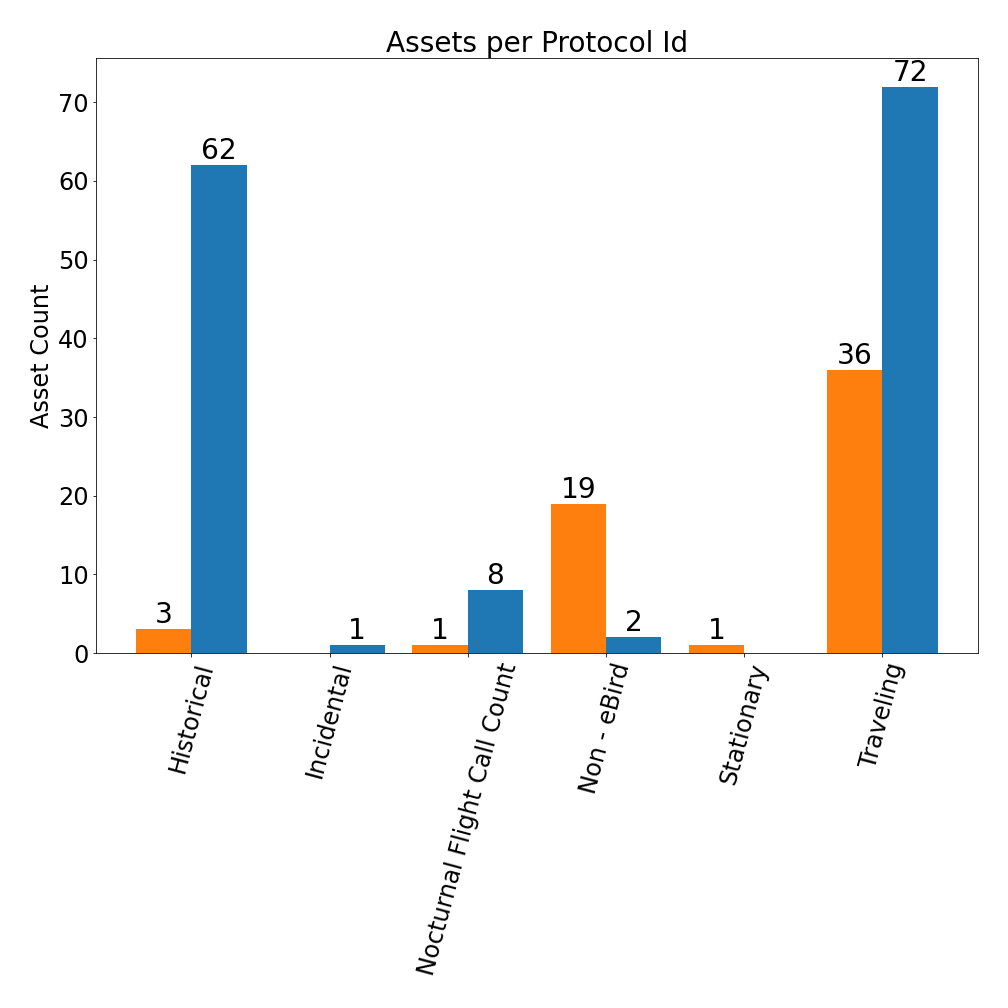 Assets per Protocol Id
Asset Count
70
60
50
40
30
20
10
0
3
62
1
1
8
19
2
1
36
72
Historical
Incidental
Nocturnal Flight Call Count
Non - eBird
Stationary
Traveling